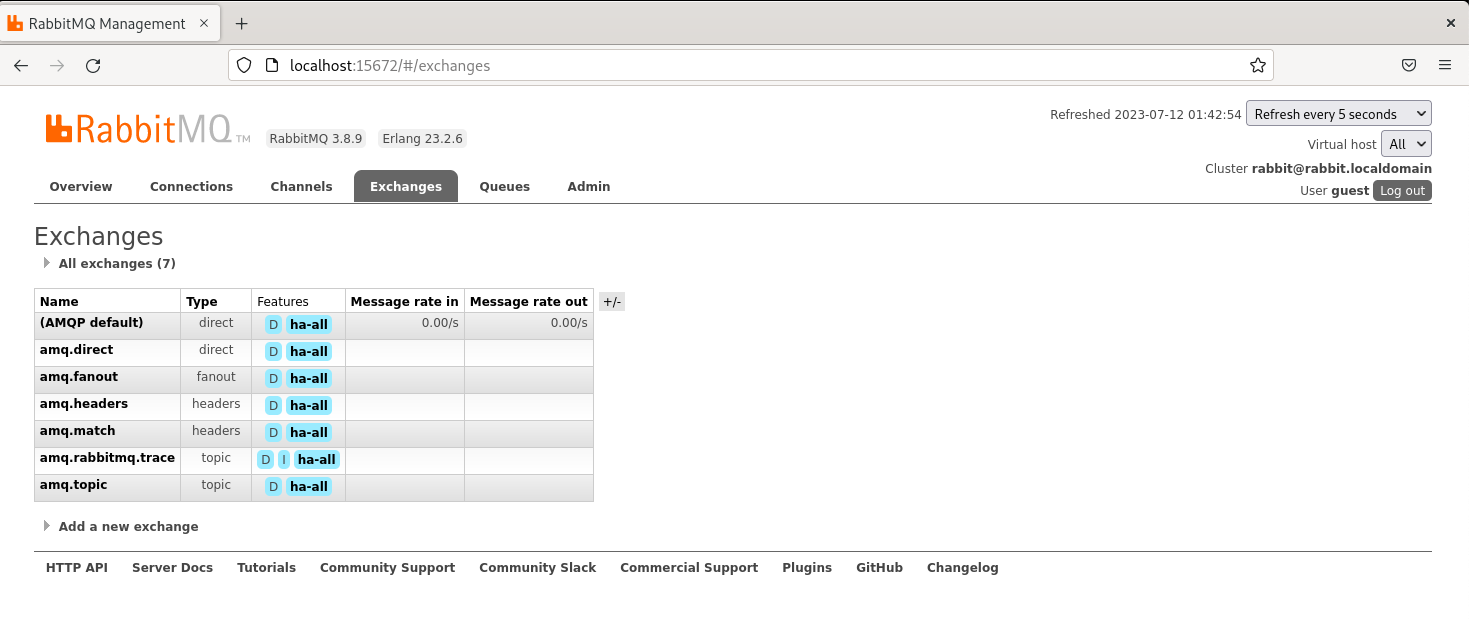 RabbitMQ Management × +
×
localhost:15672/#/exchanges
RabbitMQ TM RabbitMQ 3.8.9 Erlang 23.2.6
Refreshed 2023-07-12 01:42:54 Refresh every 5 seconds
Virtual host All
Cluster rabbit@rabbit.localdomain
User guest Log out
Overview Connections Channels Exchanges Queues Admin
Exchanges
All exchanges (7)
Name Type Features Message rate in Message rate out +/-
(AMQP default) direct D ha-all 0.00/s 0.00/s
amq.direct direct D ha-all
amq.fanout fanout D ha-all
amq.headers headers D ha-all
amq.match headers D ha-all
amq.rabbitmq.trace topic D I ha-all
amq.topic topic D ha-all
Add a new exchange
HTTP API Server Docs Tutorials Community Support Community Slack Commercial Support Plugins GitHub Changelog